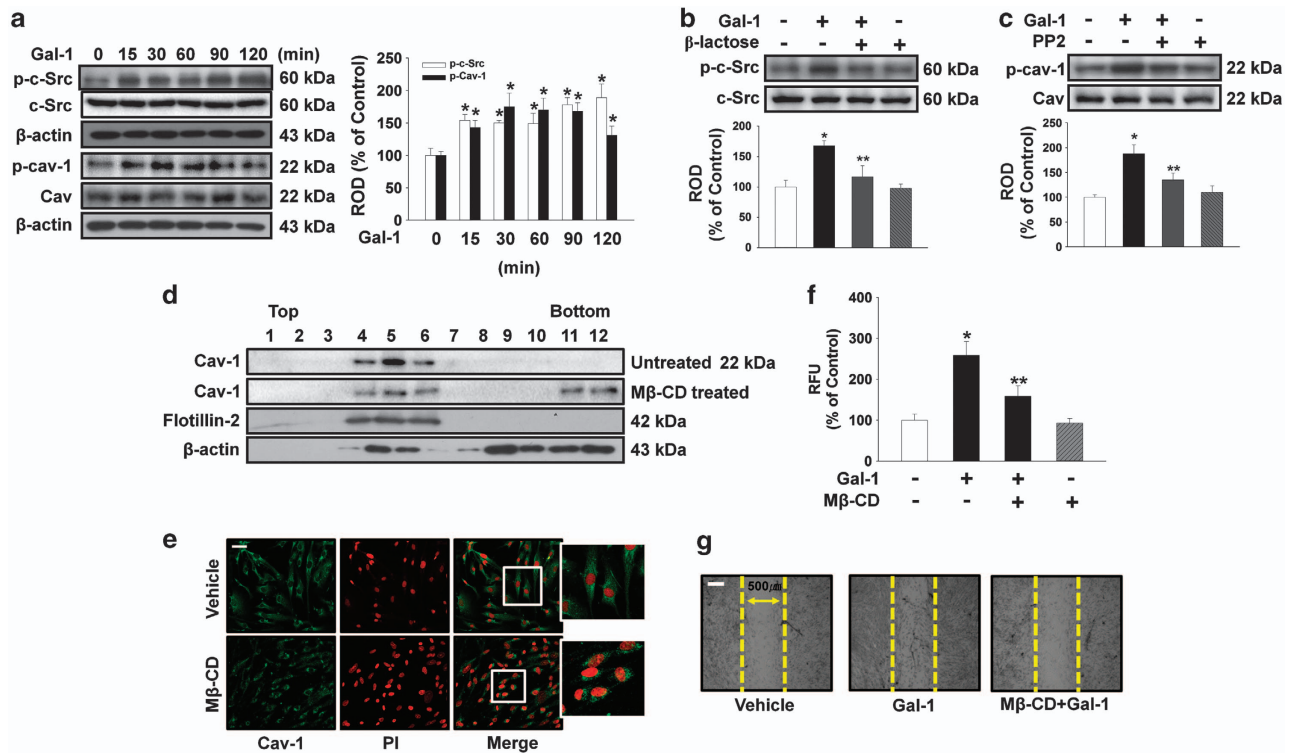 a
Gal-1 0 15 30 60 90 120 (min)
p-c-Src 60 kDa
c-Src 60 kDa
β-actin 43 kDa
p-cav-1 22 kDa
Cav 22 kDa
β-actin 43 kDa
ROD (% of Control)
250
200
150
100
50
0
p-c-Src
p-Cav-1
* * * * * * * * * *
Gal-1 0 15 30 60 90 120
(min)
b
Gal-1 - + + -
β-lactose - - + +
p-c-Src 60 kDa
c-Src 60 kDa
ROD
(% of Control)
200
150
100
50
0
* **
c
Gal-1 - + + -
PP2 - - + +
p-cav-1 22 kDa
Cav 22 kDa
ROD
(% of Control)
250
200
150
100
50
0
* **
d
Top Bottom
1 2 3 4 5 6 7 8 9 10 11 12
Cav-1 Untreated 22 kDa
Cav-1 Mβ-CD treated
Flotillin-2 42 kDa
β-actin 43 kDa
f
RFU
(% of Control)
400
300
200
100
0
* **
Gal-1 - + + -
Mβ-CD - - + +
e
Vehicle
Mβ-CD
Cav-1 PI Merge
g
500㎛
Vehicle Gal-1 Mβ-CD+Gal-1